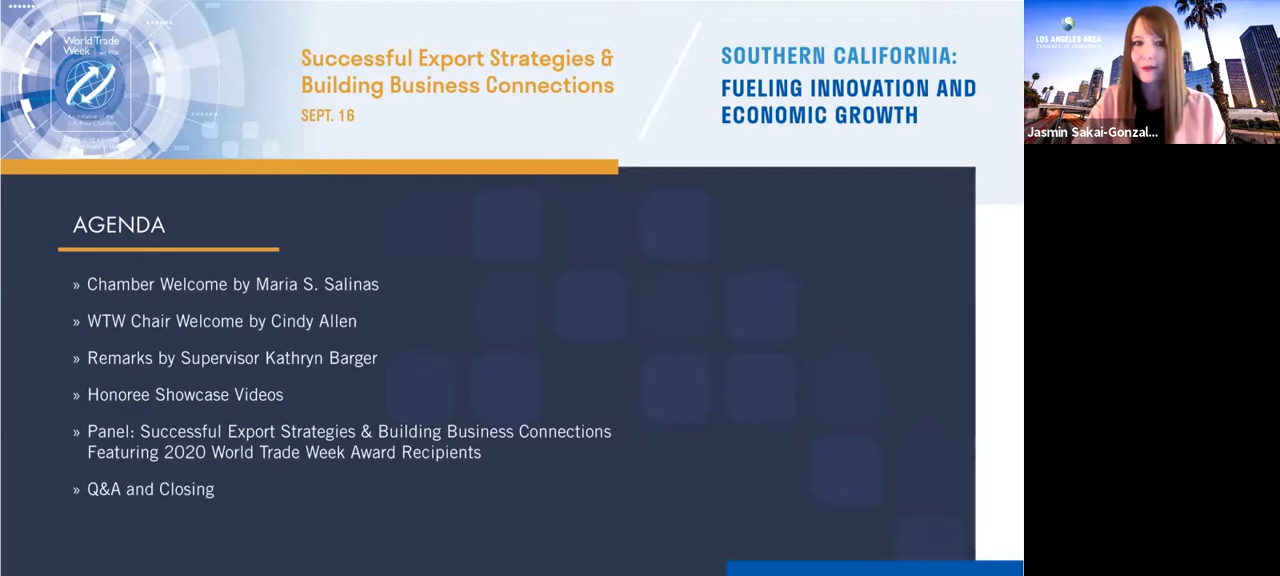 World Trade
Week
Successful Export Strategies &
Building Business Connections
SEPT. 16
SOUTHERN CALIFORNIA:
FUELING INNOVATION AND
ECONOMIC GROWTH
LOS ANGELES AREA
CHAMBER OF COMMERCE
Jasmin Sakai-Gonzal...
AGENDA
» Chamber Welcome by Maria S. Salinas
» WTW Chair Welcome by Cindy Allen
» Remarks by Supervisor Kathryn Barger
» Honoree Showcase Videos
» Panel: Successful Export Strategies & Building Business Connections
Featuring 2020 World Trade Week Award Recipients
» Q&A and Closing